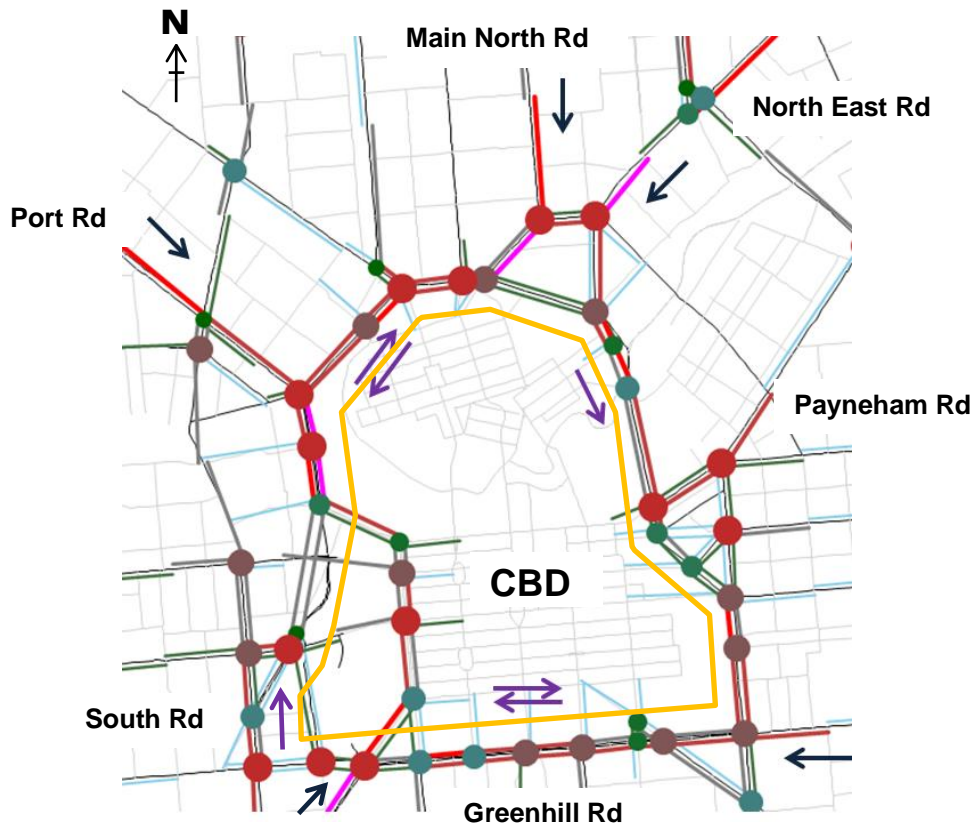 N
Main North Rd
North East Rd
Port Rd
Payneham Rd
CBD
South Rd
Greenhill Rd